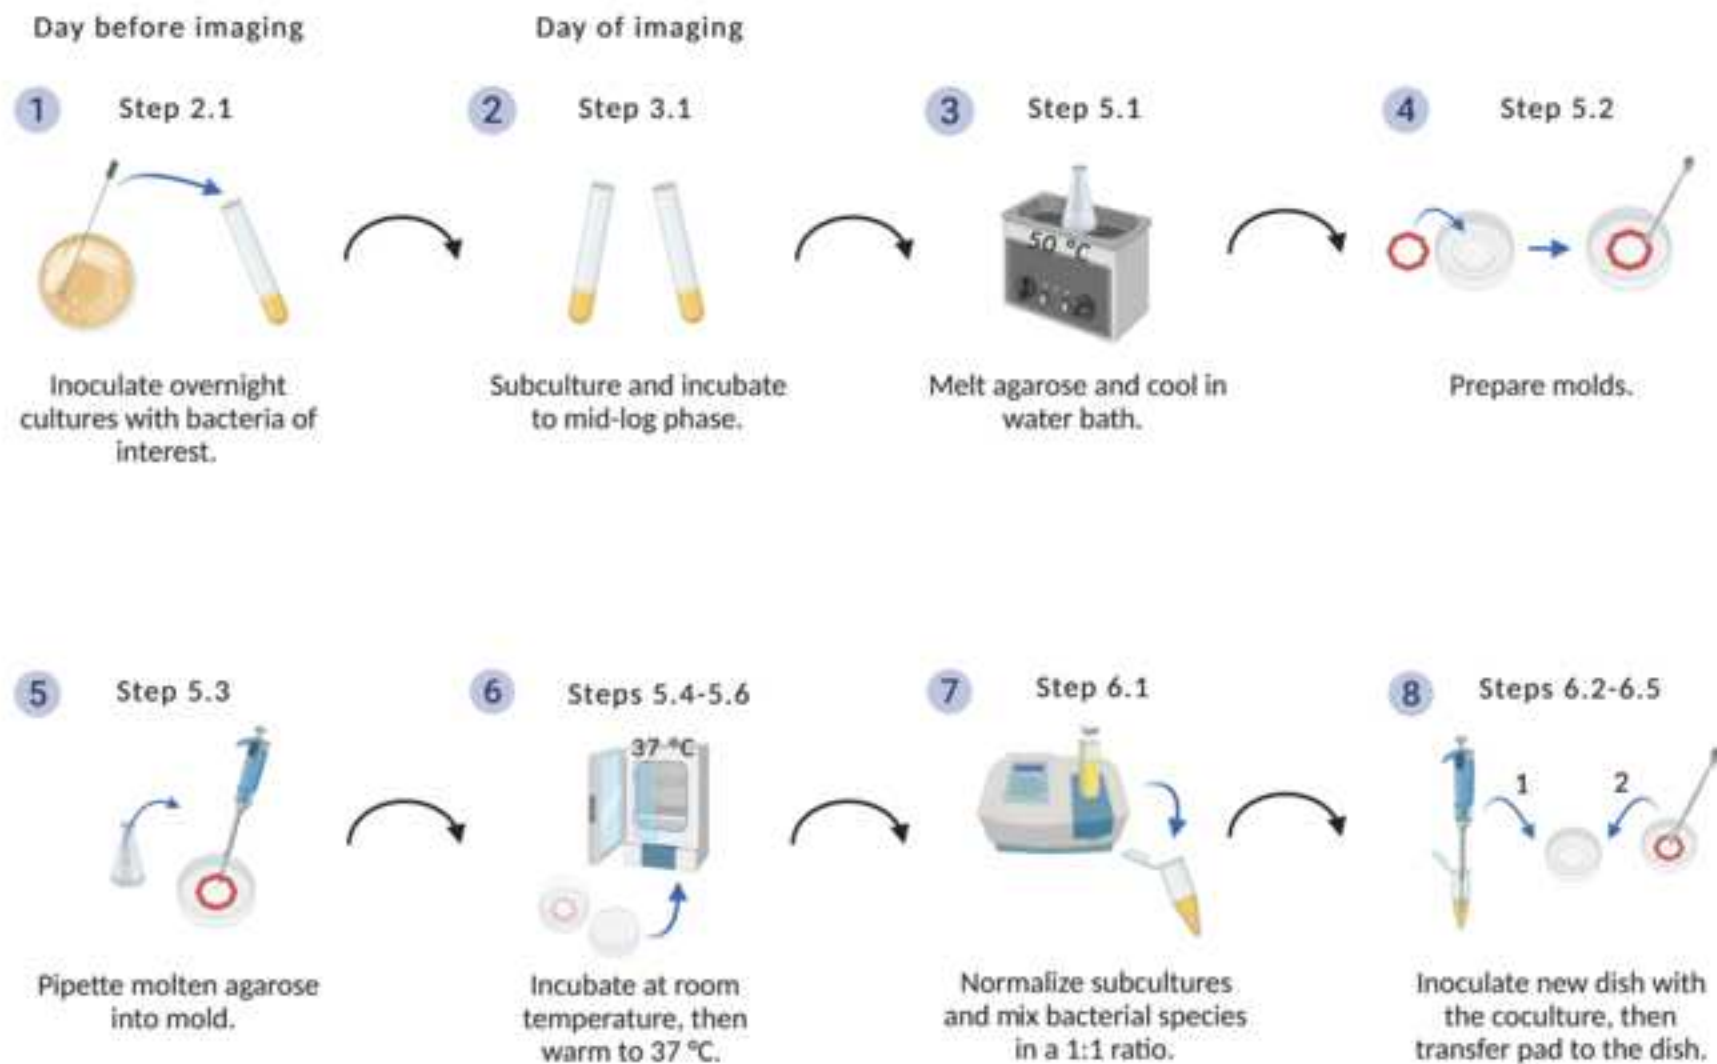 Day before imaging
Day of imaging
1 Step 2.1
2 Step 3.1
3 Step 5.1
4 Step 5.2
50 °C
Inoculate overnight
cultures with bacteria of
interest.
Subculture and incubate
to mid-log phase.
Melt agarose and cool in
water bath.
Prepare molds.
5 Step 5.3
6 Steps 5.4-5.6
7 Step 6.1
8 Steps 6.2-6.5
37 °C
1
2
Pipette molten agarose
into mold.
Incubate at room
temperature, then
warm to 37 °C.
Normalize subcultures
and mix bacterial species
in a 1:1 ratio.
Inoculate new dish with
the coculture, then
transfer pad to the dish.